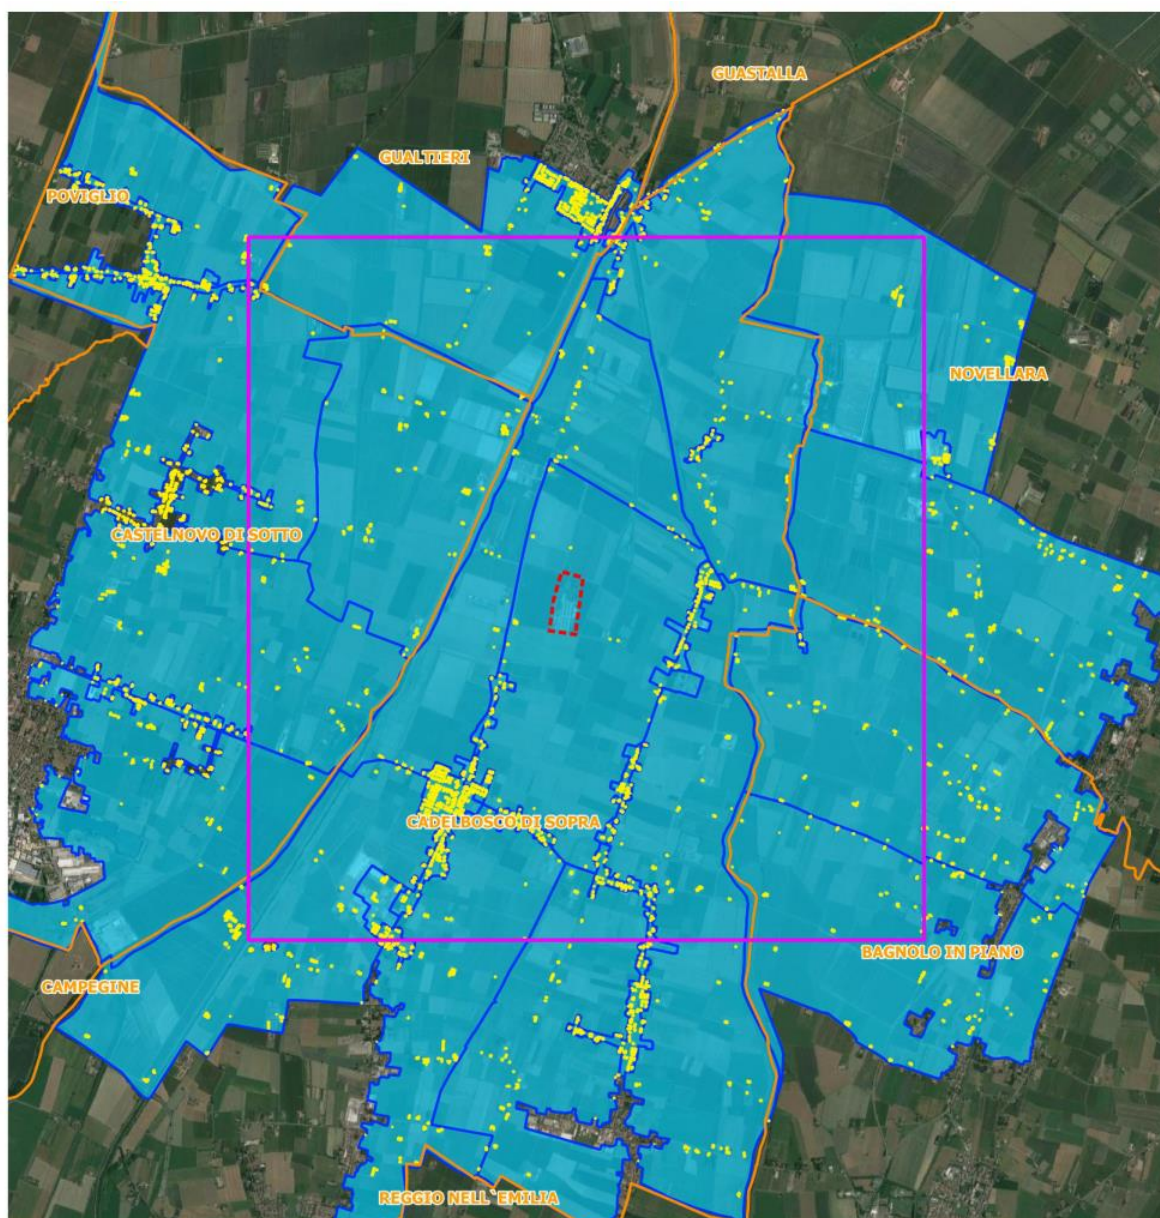 GUASTALLA
GUALTIERI
POVIGLIO
NOVELLARA
CASTELNOVO DI SOTTO
CADELBOSCO DI SOPRA
BAGNOLO IN PIANO
CAMPEGINE
REGGIO NELL`EMILIA